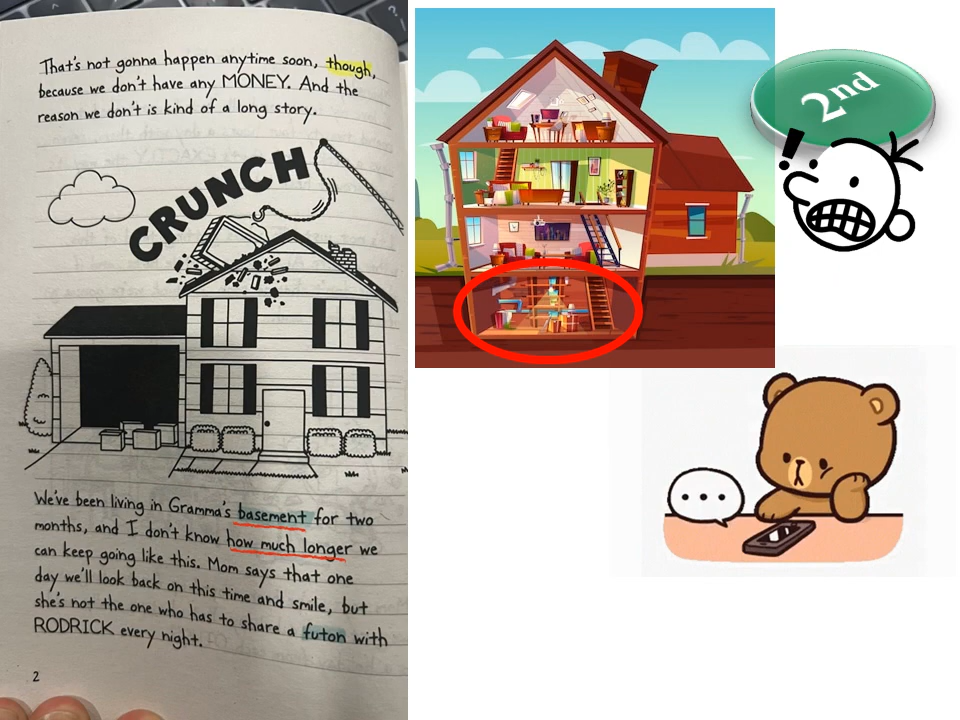 That's not gonna happen anytime soon, though,
because we don't have any MONEY. And the
reason we don't is kind of a long story.
CRUNCH
We've been living in Gramma's basement for two
months, and I don't know how much longer we
can keep going like this. Mom says that one
day we'll look back on this time and smile, but
she's not the one who has to share a futon with
RODRICK every night.
2
2nd
!
...